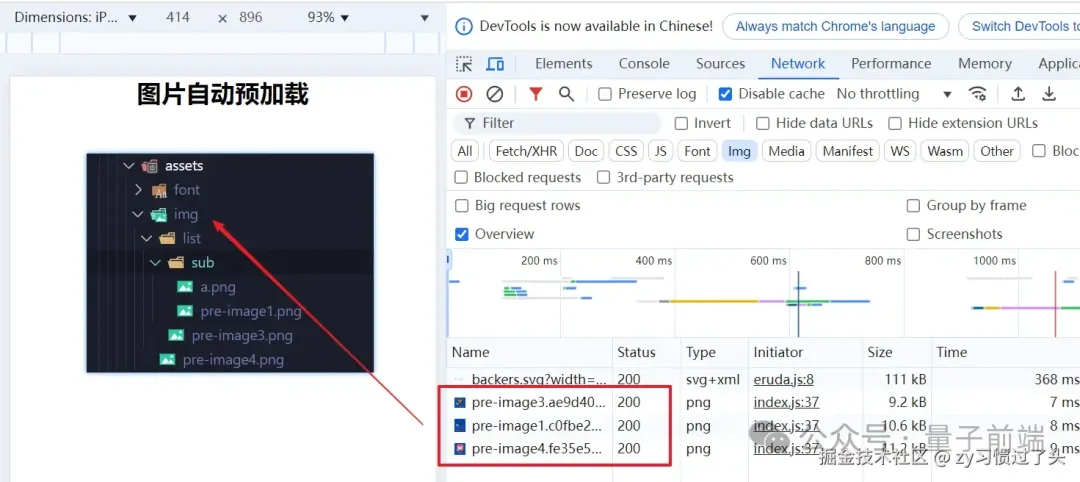 Dimensions: iP... ▼ 414 × 896 93% ▼ ▼
图片自动预加载
assets
font
img
list
sub
a.png
pre-image1.png
pre-image3.png
pre-image4.png
DevTools is now available in Chinese! Always match Chrome's language Switch DevTools to
Elements Console Sources Network Performance Memory Applic
Preserve log Disable cache No throttling
Filter Invert Hide data URLs Hide extension URLs
All Fetch/XHR Doc CSS JS Font Img Media Manifest WS Wasm Other Bloc
Blocked requests 3rd-party requests
Big request rows Group by frame
Overview Screenshots
200 ms 400 ms 600 ms 800 ms 1000 ms
Name Status Type Initiator Size Time
backers.svg?width=... 200 svg+xml eruda.js:8 111 kB 368 ms
pre-image3.ae9d40... 200 png index.js:37 9.2 kB 7 ms
pre-image1.c0fbe2... 200 png index.js:37 10.6 kB 8 ms
pre-image4.fe35e5... 200 png index.js:37 11.2 kB 9 ms
公众号:量子前端
掘金技术社区 @ zy习惯过了头